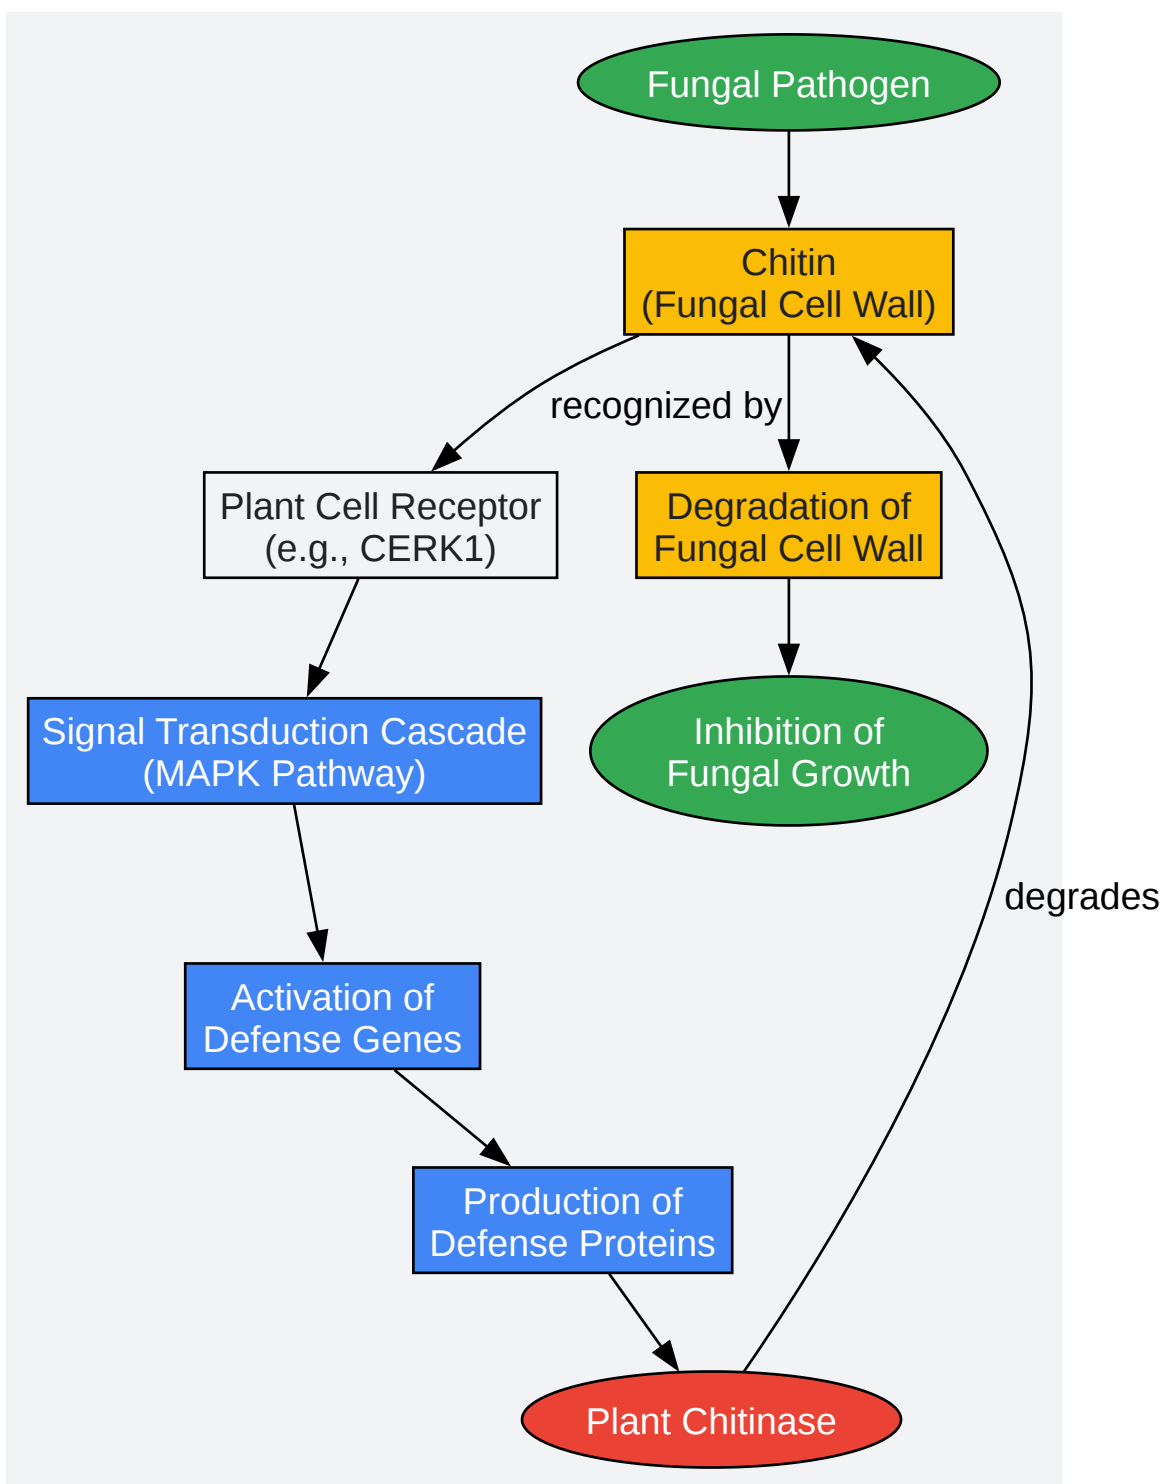 Fungal Pathogen
Chitin
(Fungal Cell Wall)
recognized by
Plant Cell Receptor
(e.g., CERK1)
Degradation of
Fungal Cell Wall
Signal Transduction Cascade
(MAPK Pathway)
Inhibition of
Fungal Growth
degrades
Activation of
Defense Genes
Production of
Defense Proteins
Plant Chitinase